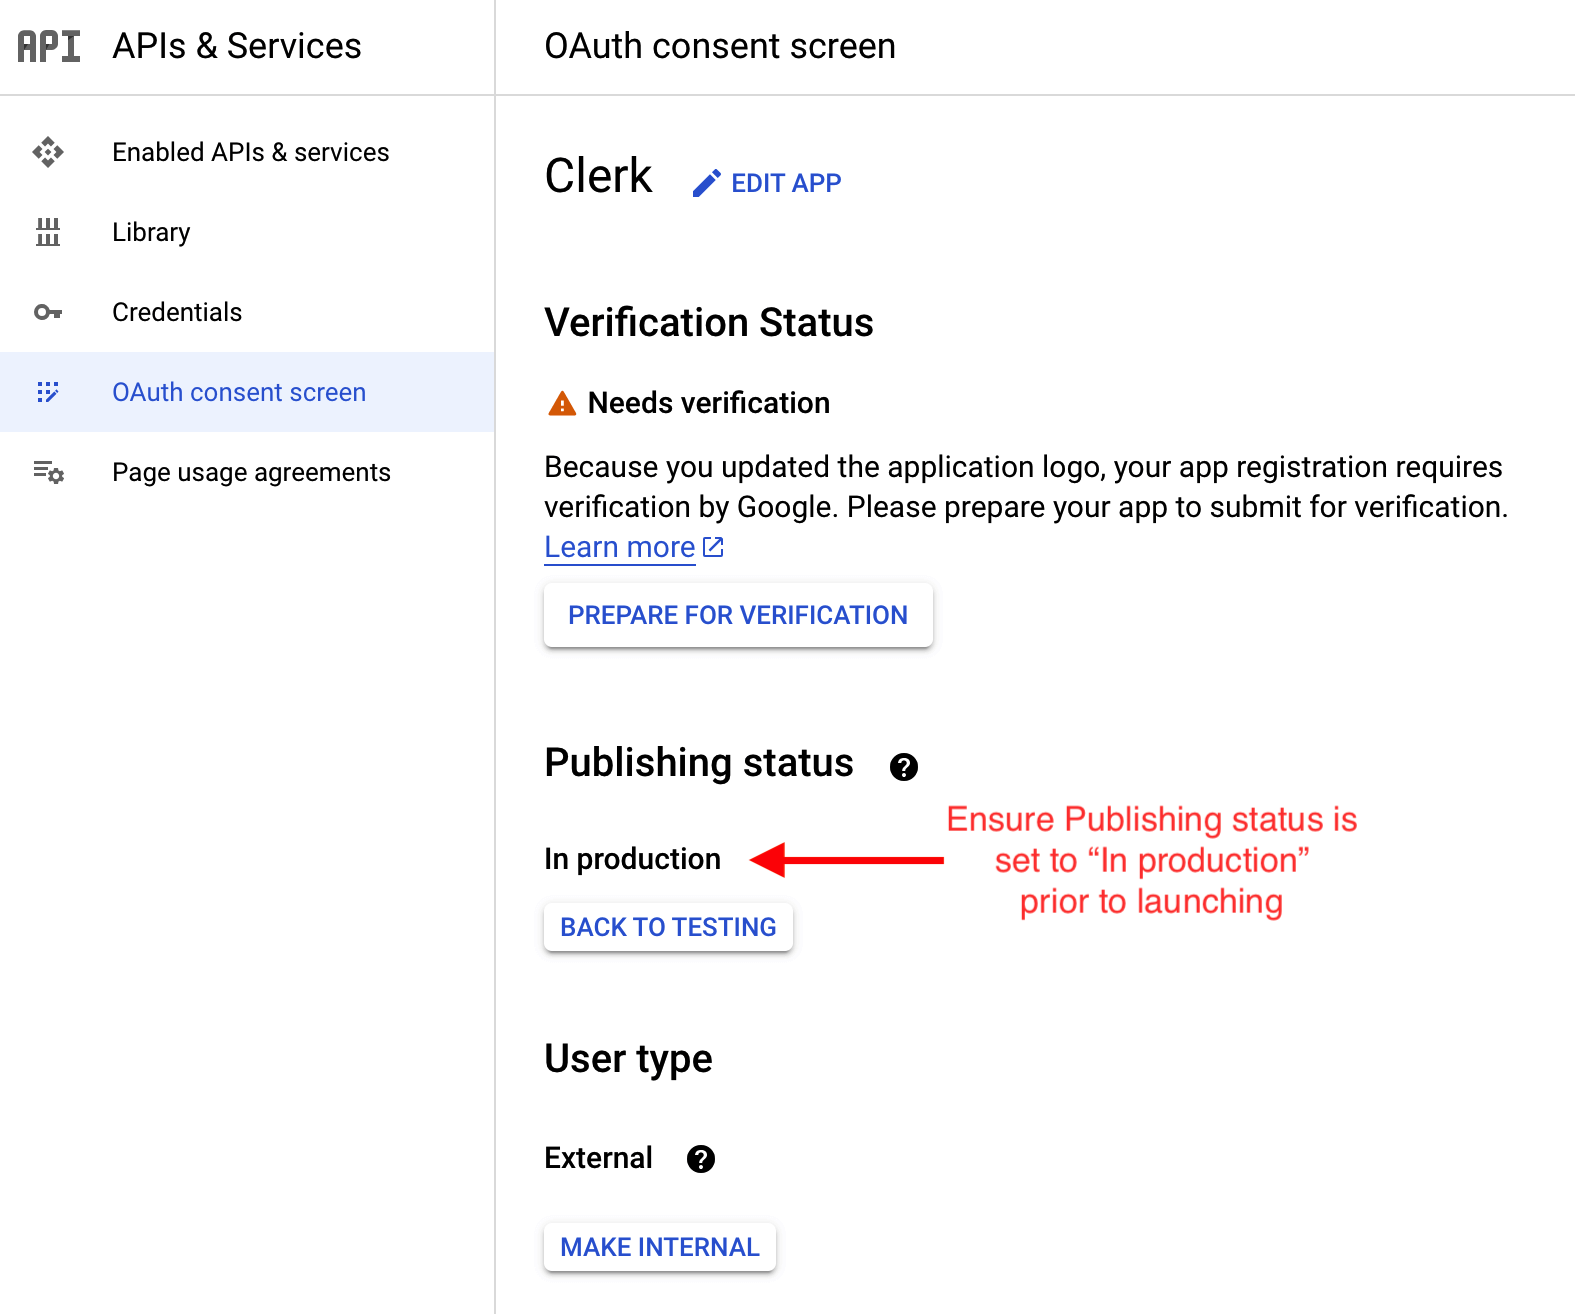 API APIs & Services
OAuth consent screen
Enabled APIs & services
Library
Credentials
OAuth consent screen
Page usage agreements
Clerk EDIT APP
Verification Status
Needs verification
Because you updated the application logo, your app registration requires
verification by Google. Please prepare your app to submit for verification.
Learn more
PREPARE FOR VERIFICATION
Publishing status ?
In production
Ensure Publishing status is
set to “In production”
prior to launching
BACK TO TESTING
User type
External ?
MAKE INTERNAL